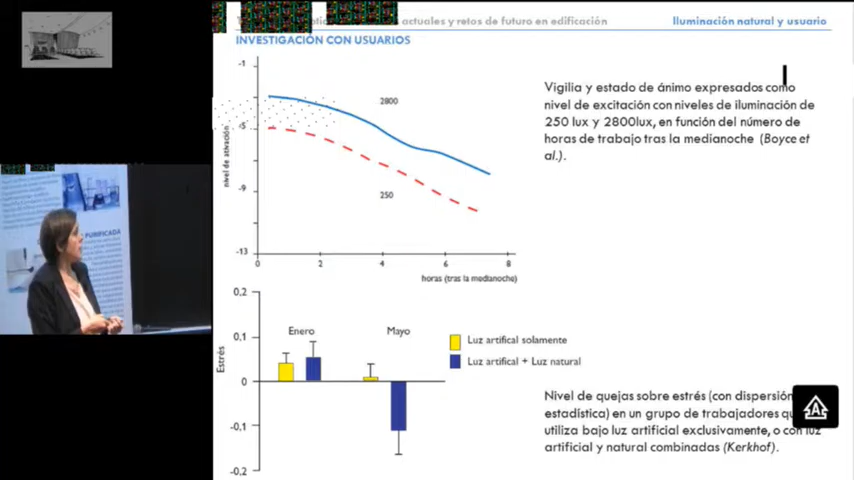 actuales y retos de futuro en edificación
Iluminación natural y usuario
INVESTIGACIÓN CON USUARIOS
-1
-5
-9
-13
nivel de activación
2800
250
0
2
4
6
8
horas (tras la medianoche)
Vigilia y estado de ánimo expresados como
nivel de excitación con niveles de iluminación de
250 lux y 2800lux, en función del número de
horas de trabajo tras la medianoche (Boyce et
al.).
0,2
0,1
0
-0,1
-0,2
Estrés
Enero
Mayo
Luz artifical solamente
Luz artifical + Luz natural
Nivel de quejas sobre estrés (con dispersión
estadística) en un grupo de trabajadores
utiliza bajo luz artificial exclusivamente, o con luz
artificial y natural combinadas (Kerkhof).
PURIFICADA